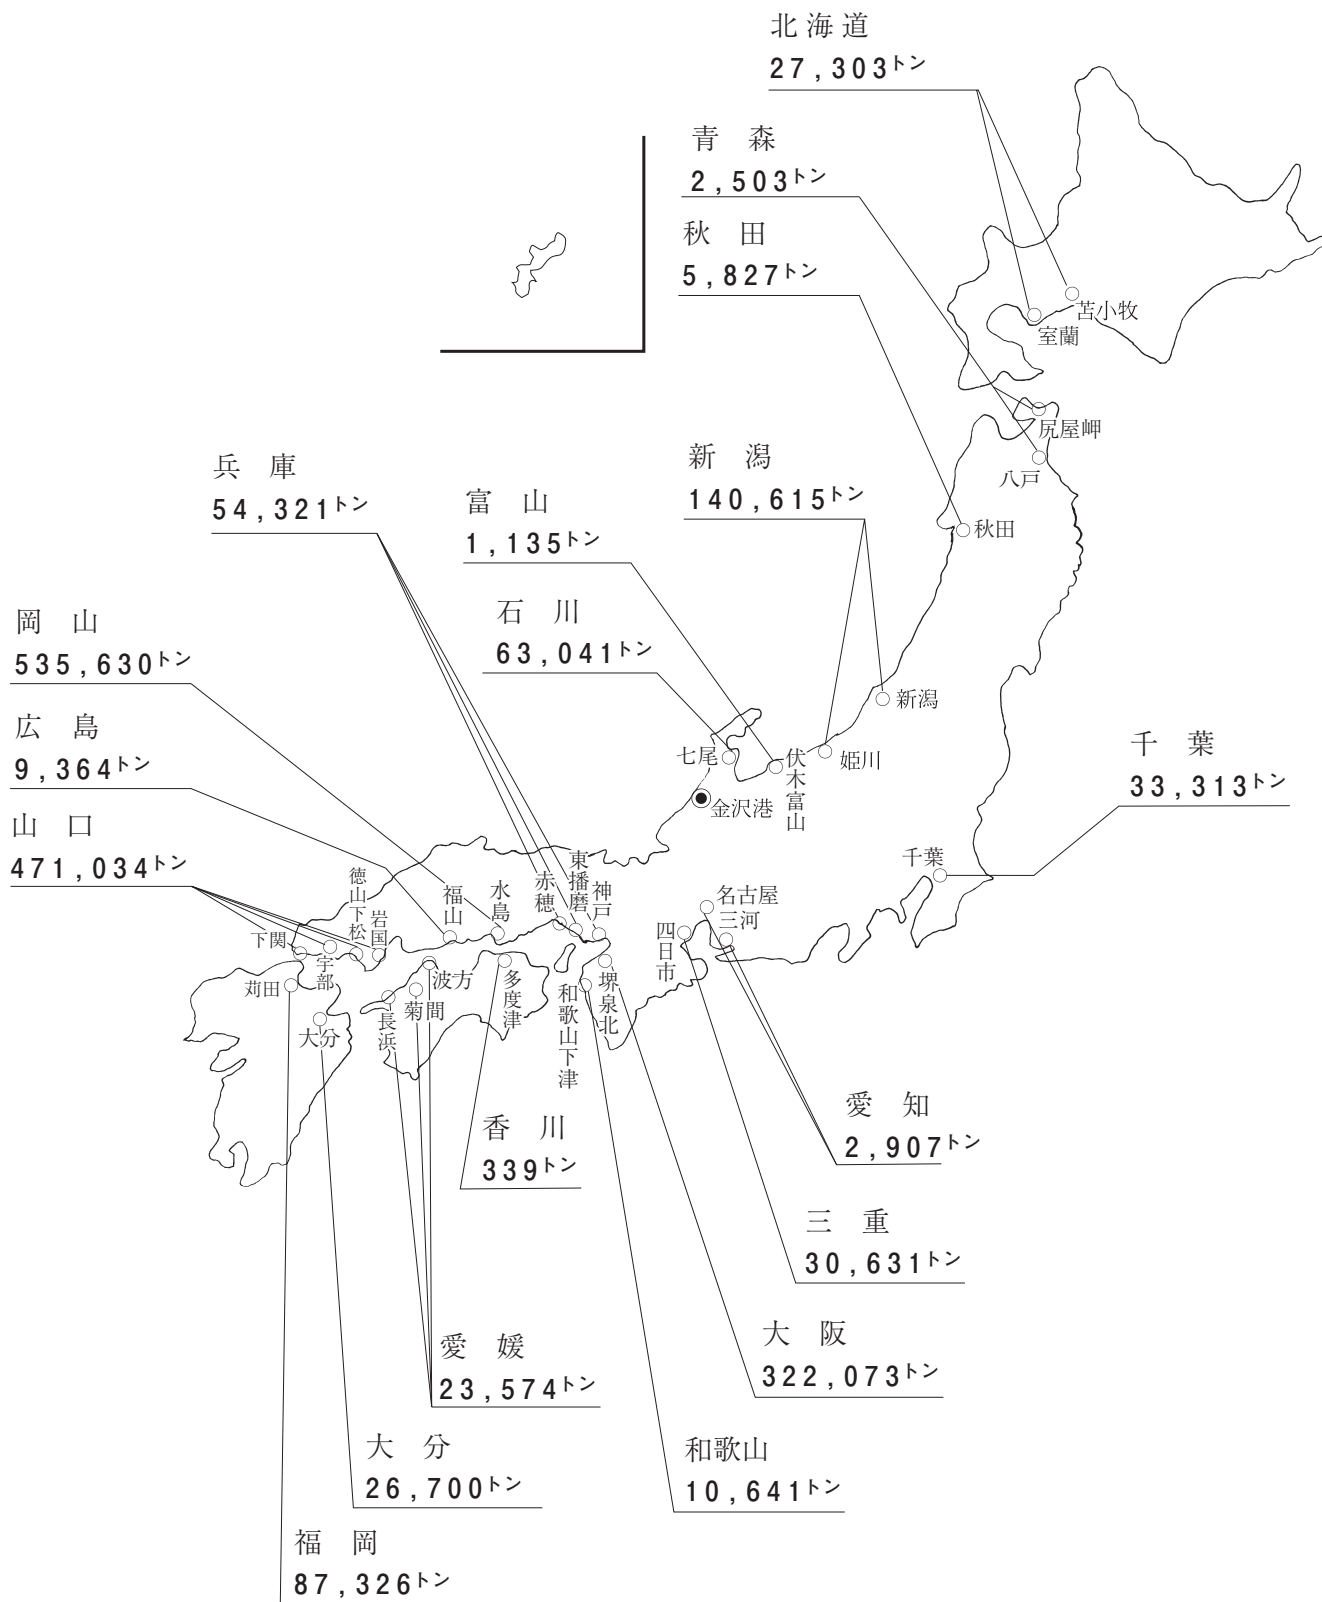 北海道
27,303トン
青森
2,503トン
秋田
5,827トン
苫小牧
室蘭
尻屋岬
八戸
秋田
兵庫
54,321トン
富山
1,135トン
新潟
140,615トン
石川
63,041トン
岡山
535,630トン
広島
9,364トン
山口
471,034トン
新潟
姫川
七尾
伏木富山
金沢港
千葉
33,313トン
千葉
徳山下松
岩国
福山
水島
赤穂
東播磨
神戸
名古屋
三河
四日市
下関
宇部
苅田
大分
長浜
菊間
波方
多度津
和歌山下津
堺泉北
愛知
2,907トン
香川
339トン
三重
30,631トン
愛媛
23,574トン
大阪
322,073トン
大分
26,700トン
和歌山
10,641トン
福岡
87,326トン